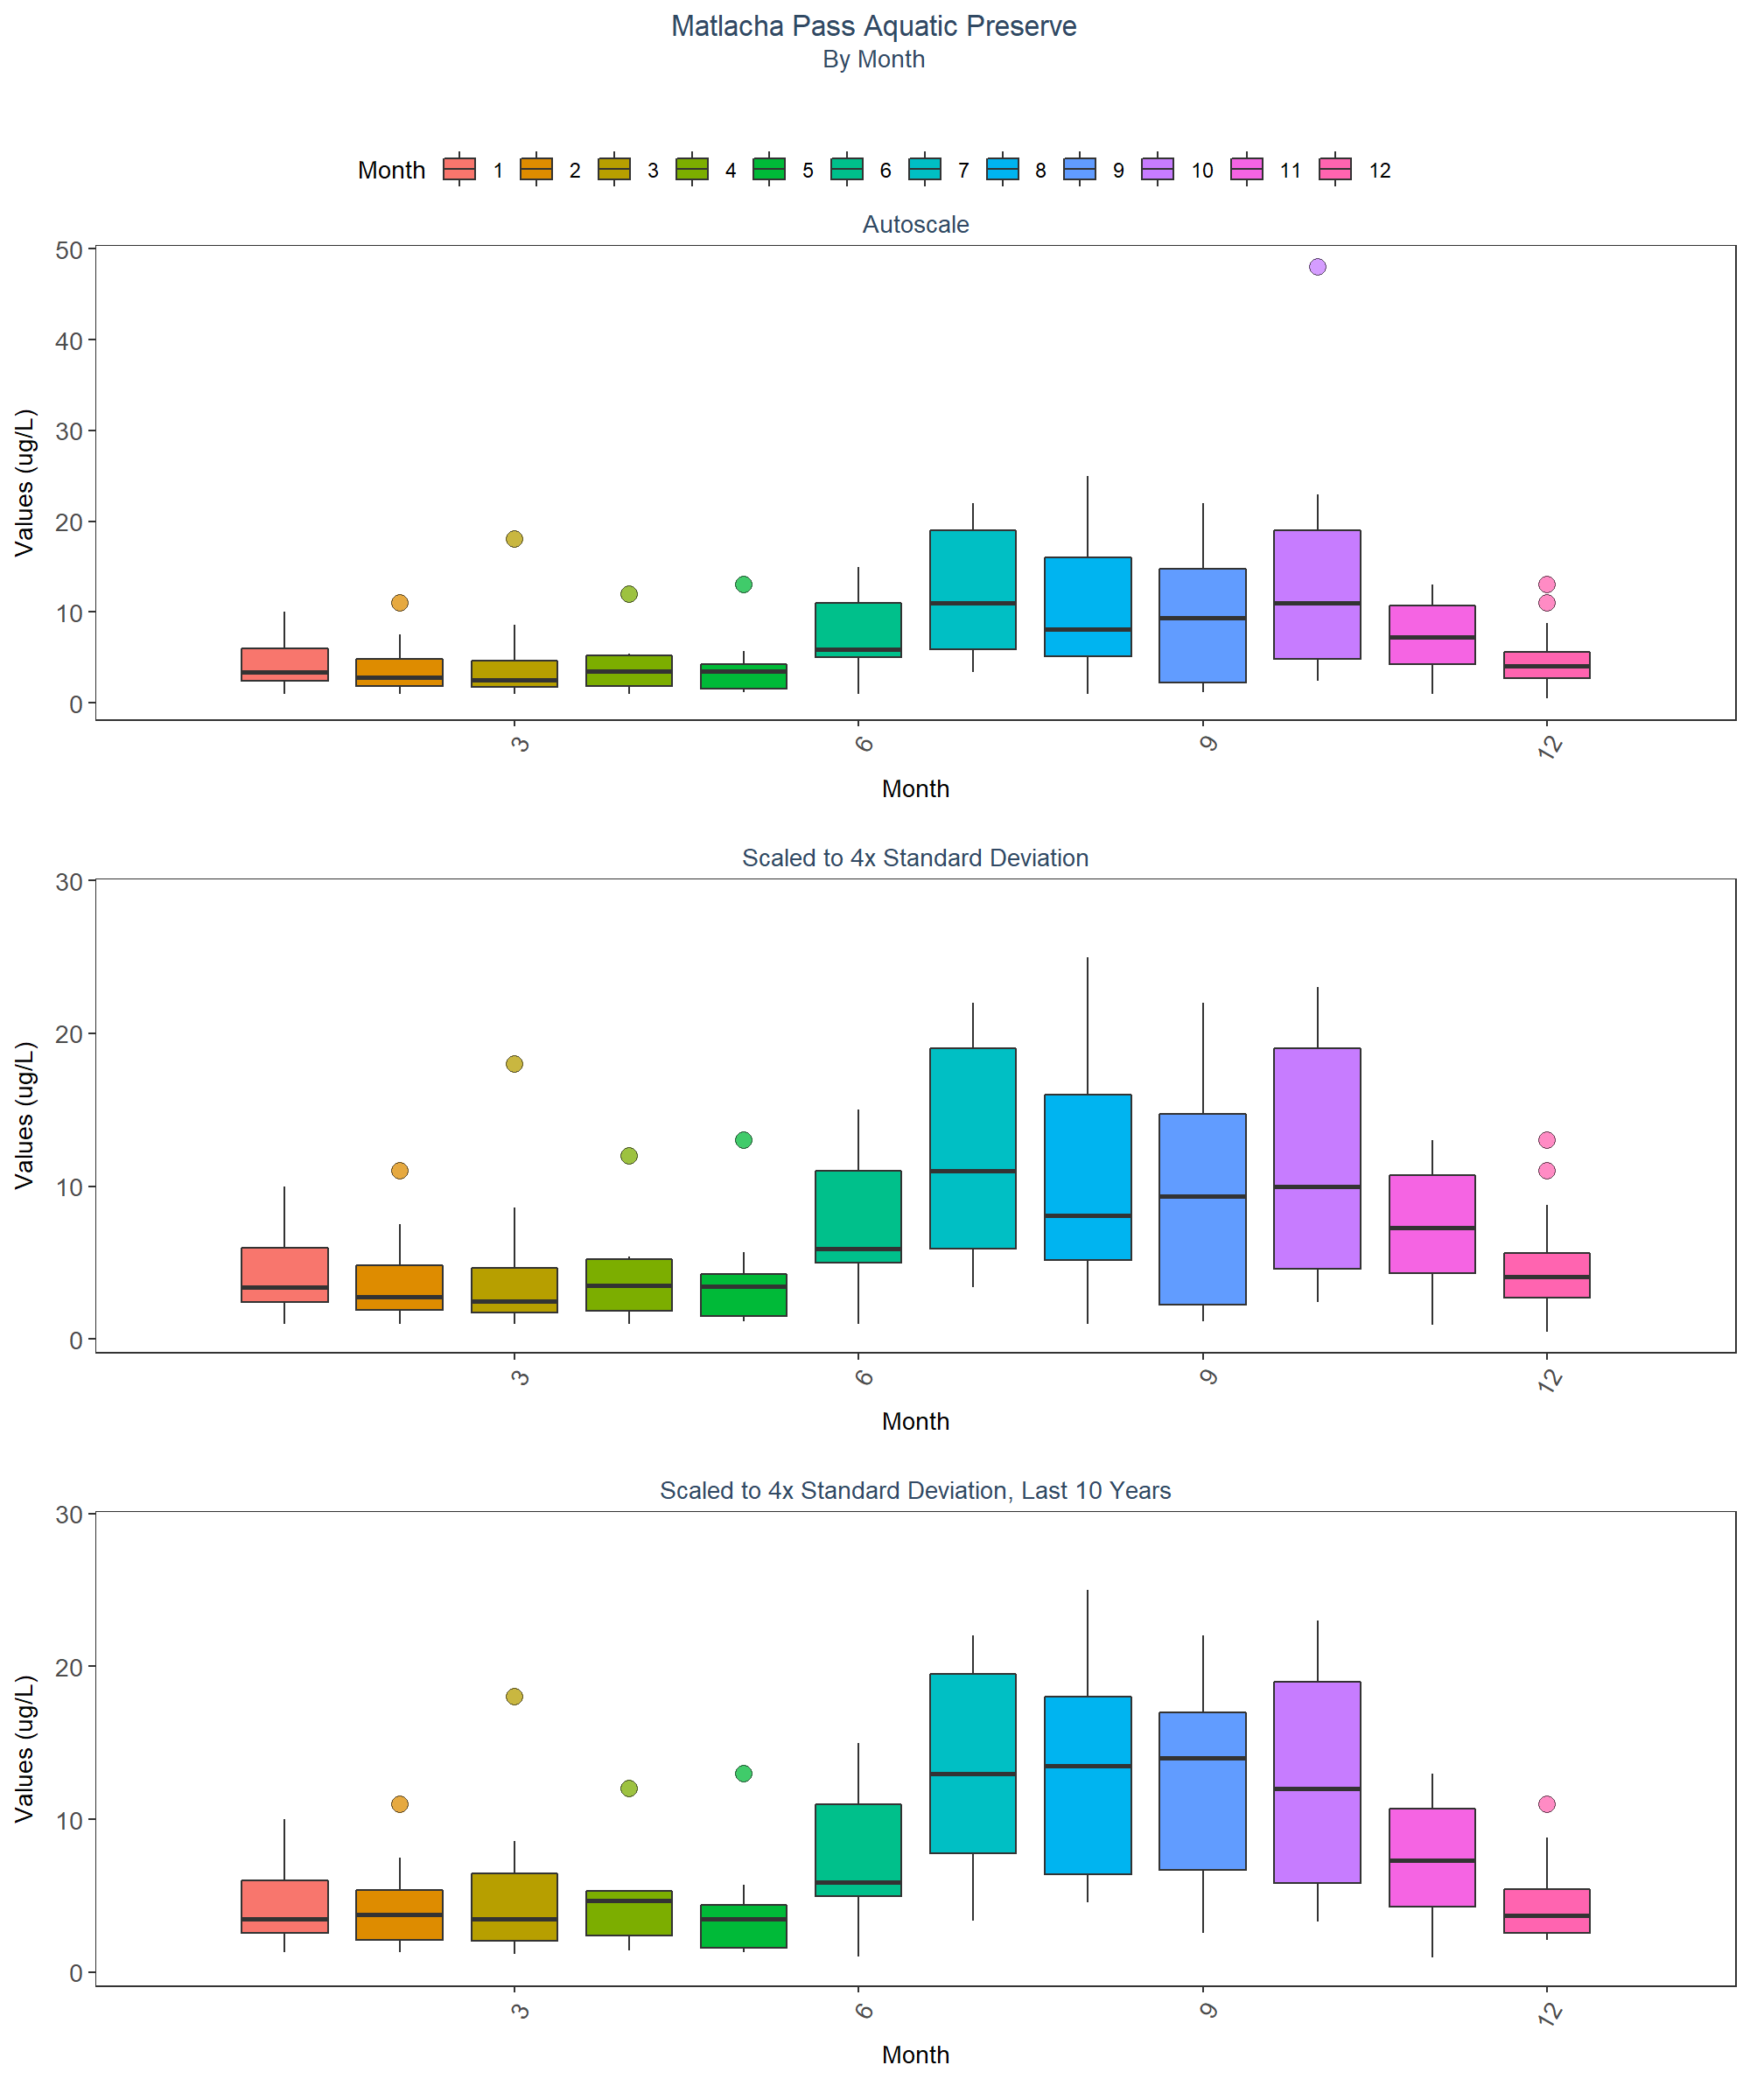 Matlacha Pass Aquatic Preserve
By Month
Month 1 2 3 4 5 6 7 8 9 10 11 12
Autoscale
50
40
30
20
10
0
Values (ug/L)
3 6 9 12
Month
Scaled to 4x Standard Deviation
30
20
10
0
Values (ug/L)
3 6 9 12
Month
Scaled to 4x Standard Deviation, Last 10 Years
30
20
10
0
Values (ug/L)
3 6 9 12
Month